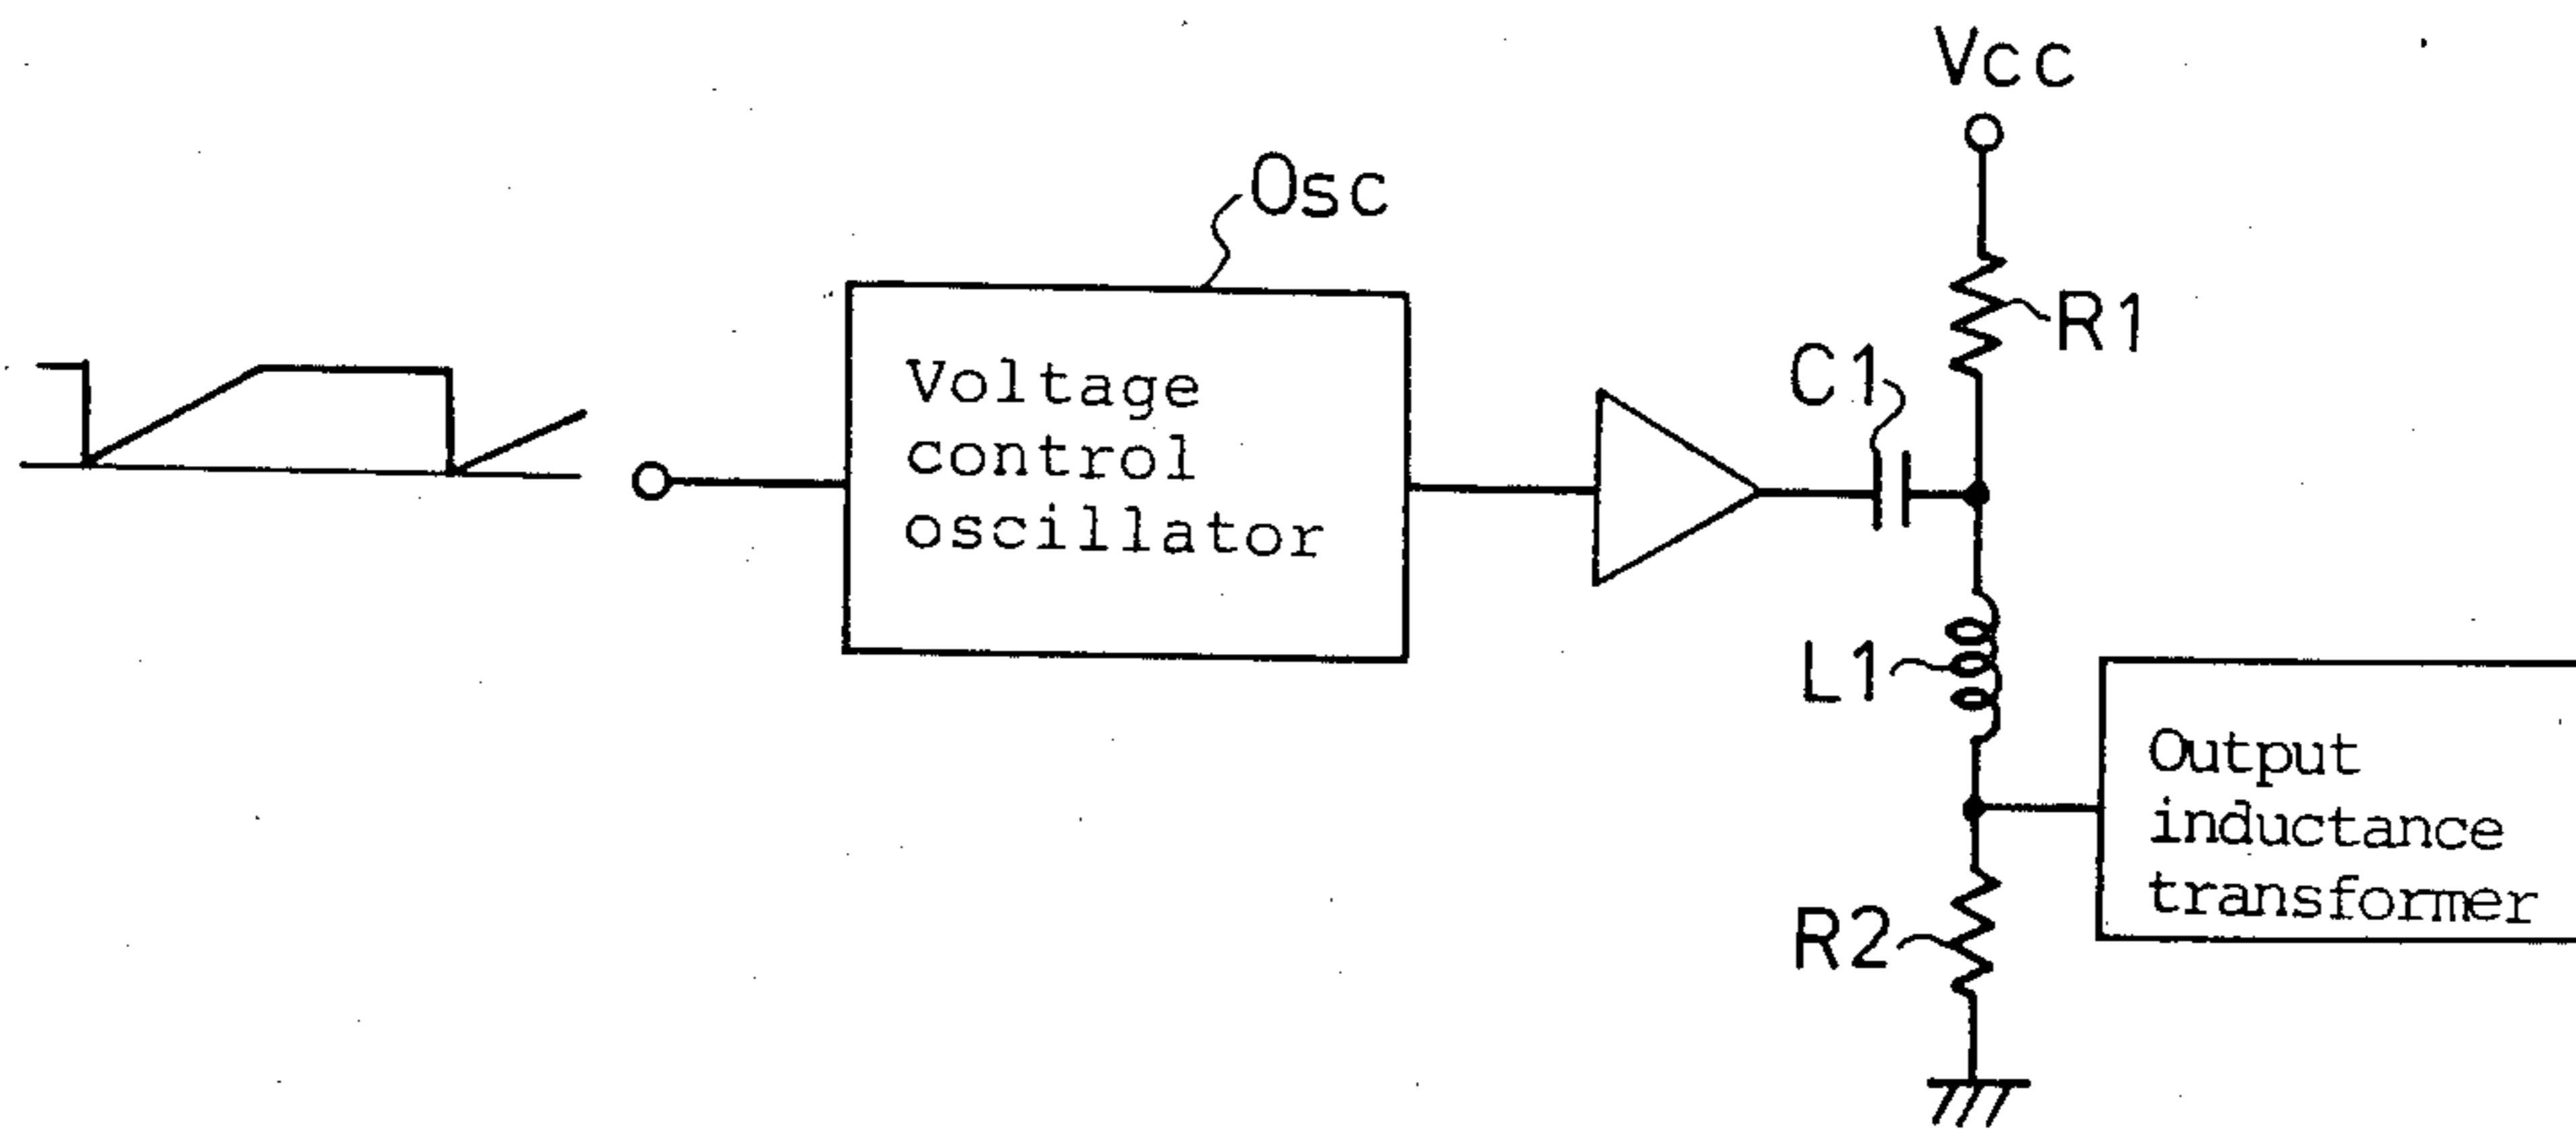 Vcc
Osc
R1
C1
Voltage
control
oscillator
L1
Output
inductance
transformer
R2